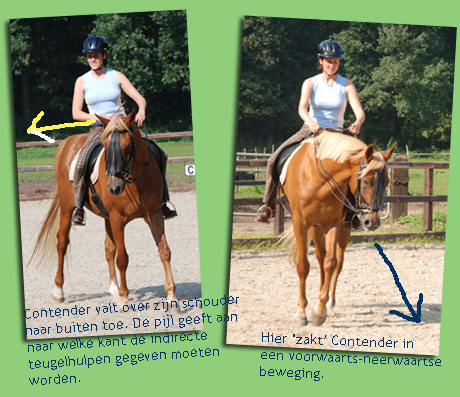 C
Contender valt over zijn schouder
naar buiten toe. De pijl geeft aan
naar welke kant de indirecte
teugelhulpen gegeven moeten
worden.
Hier 'zakt' Contender in
een voorwaarts-neerwaartse
beweging.